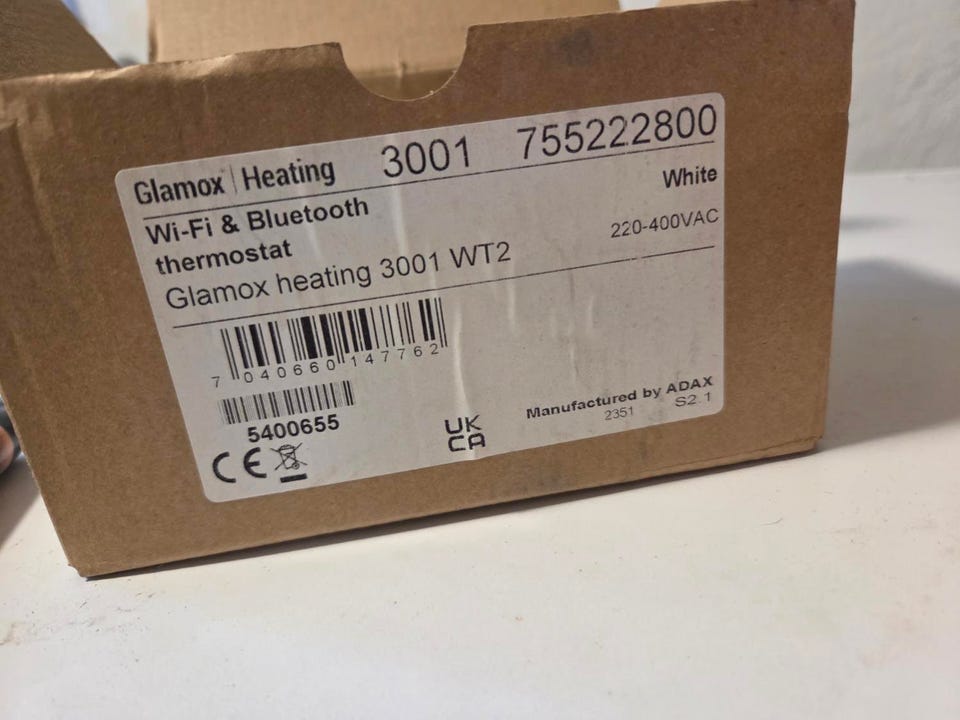 Glamox | Heating 3001 755222800
Wi-Fi & Bluetooth White
thermostat 220-400VAC
Glamox heating 3001 WT2
7 040660 147762
5400655
CE UK
CA
Manufactured by ADAX
2351 S2.1